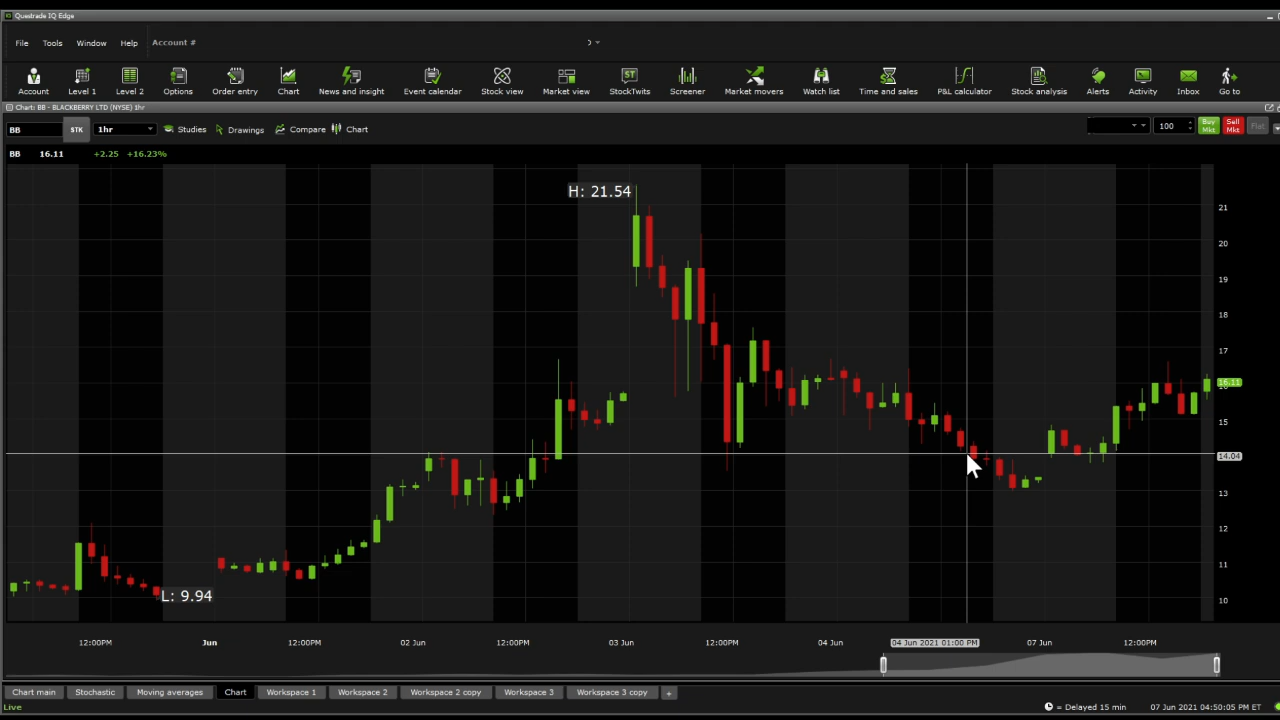 Questrade IQ Edge
File Tools Window Help Account #
Account Level 1 Level 2 Options Order entry Chart News and insight Event calendar Stock view Market view StockTwits Screener Market movers Watch list Time and sales P&L calculator Stock analysis Alerts Activity Inbox Go to
Chart: BB - BLACKBERRY LTD (NYSE) 1hr
BB STK 1hr Studies Drawings Compare Chart 100 Buy Mkt Sell Mkt Flat
BB 16.11 +2.25 +16.23%
H: 21.54
21
20
19
18
17
16
16.11
15
14.04
13
12
11
L: 9.94
10
12:00PM Jun 12:00PM 02 Jun 12:00PM 03 Jun 12:00PM 04 Jun 04 Jun 2021 01:00 PM 07 Jun 12:00PM
Chart main Stochastic Moving averages Chart Workspace 1 Workspace 2 Workspace 2 copy Workspace 3 Workspace 3 copy +
Live = Delayed 15 min 07 Jun 2021 04:50:05 PM ET